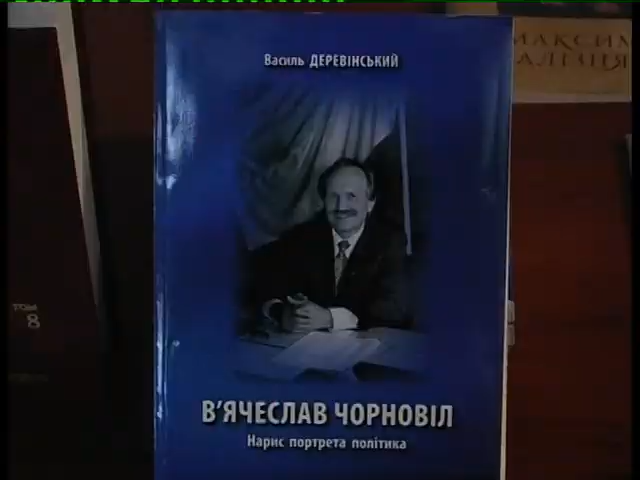 Василь ДЕРЕВІНСЬКИЙ
В'ЯЧЕСЛАВ ЧОРНОВІЛ
Нарис портрета політика
ТОМ
8
МАКСИМ